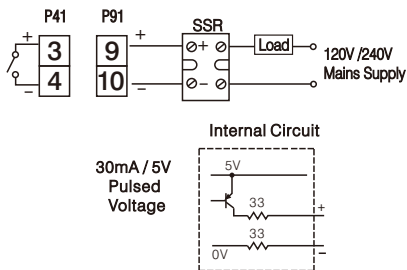 P41 P91
SSR
+ 3 9 + + Load
120V /240V
Mains Supply
– 4 10 – –
Internal Circuit
30mA / 5V
Pulsed
Voltage
5V
33
+
33
0V
–